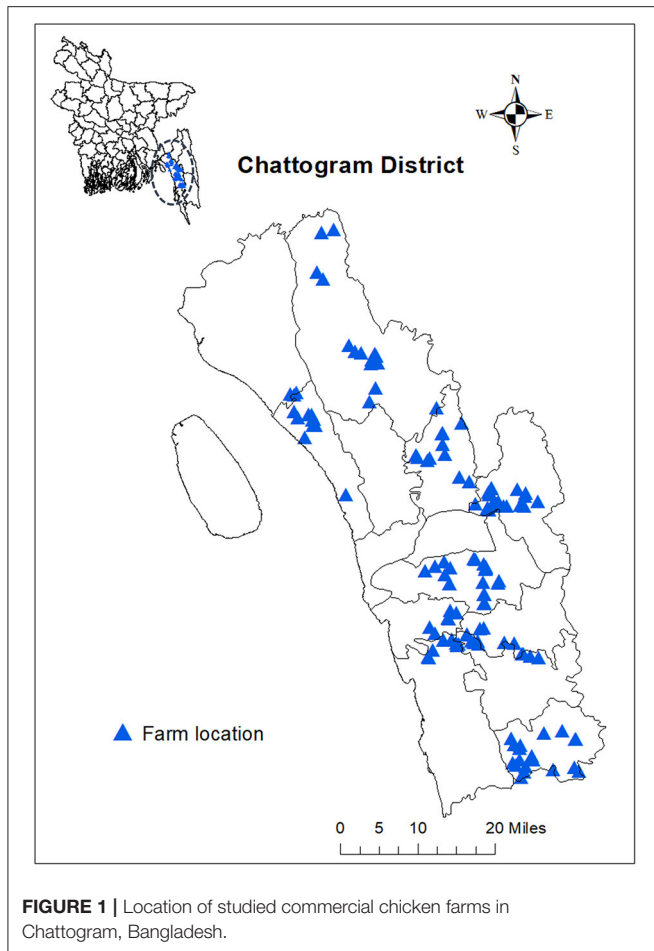 N
W E
S
Chattogram District
Farm location
0 5 10 20 Miles
FIGURE 1 | Location of studied commercial chicken farms in
Chattogram, Bangladesh.